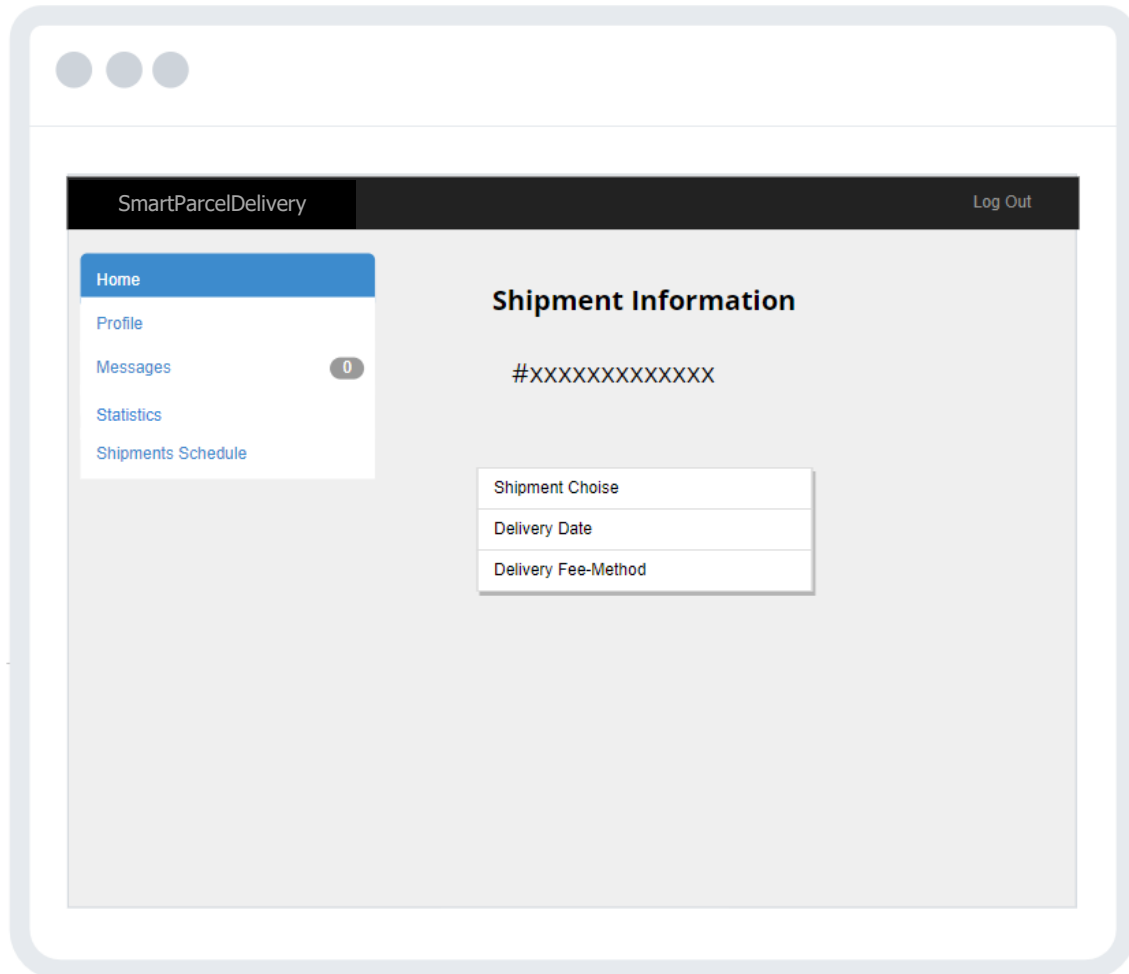 SmartParcelDelivery
Log Out
Home
Profile
Messages 0
Statistics
Shipments Schedule
Shipment Information
#xxxxxxxxxxxxx
Shipment Choise
Delivery Date
Delivery Fee-Method